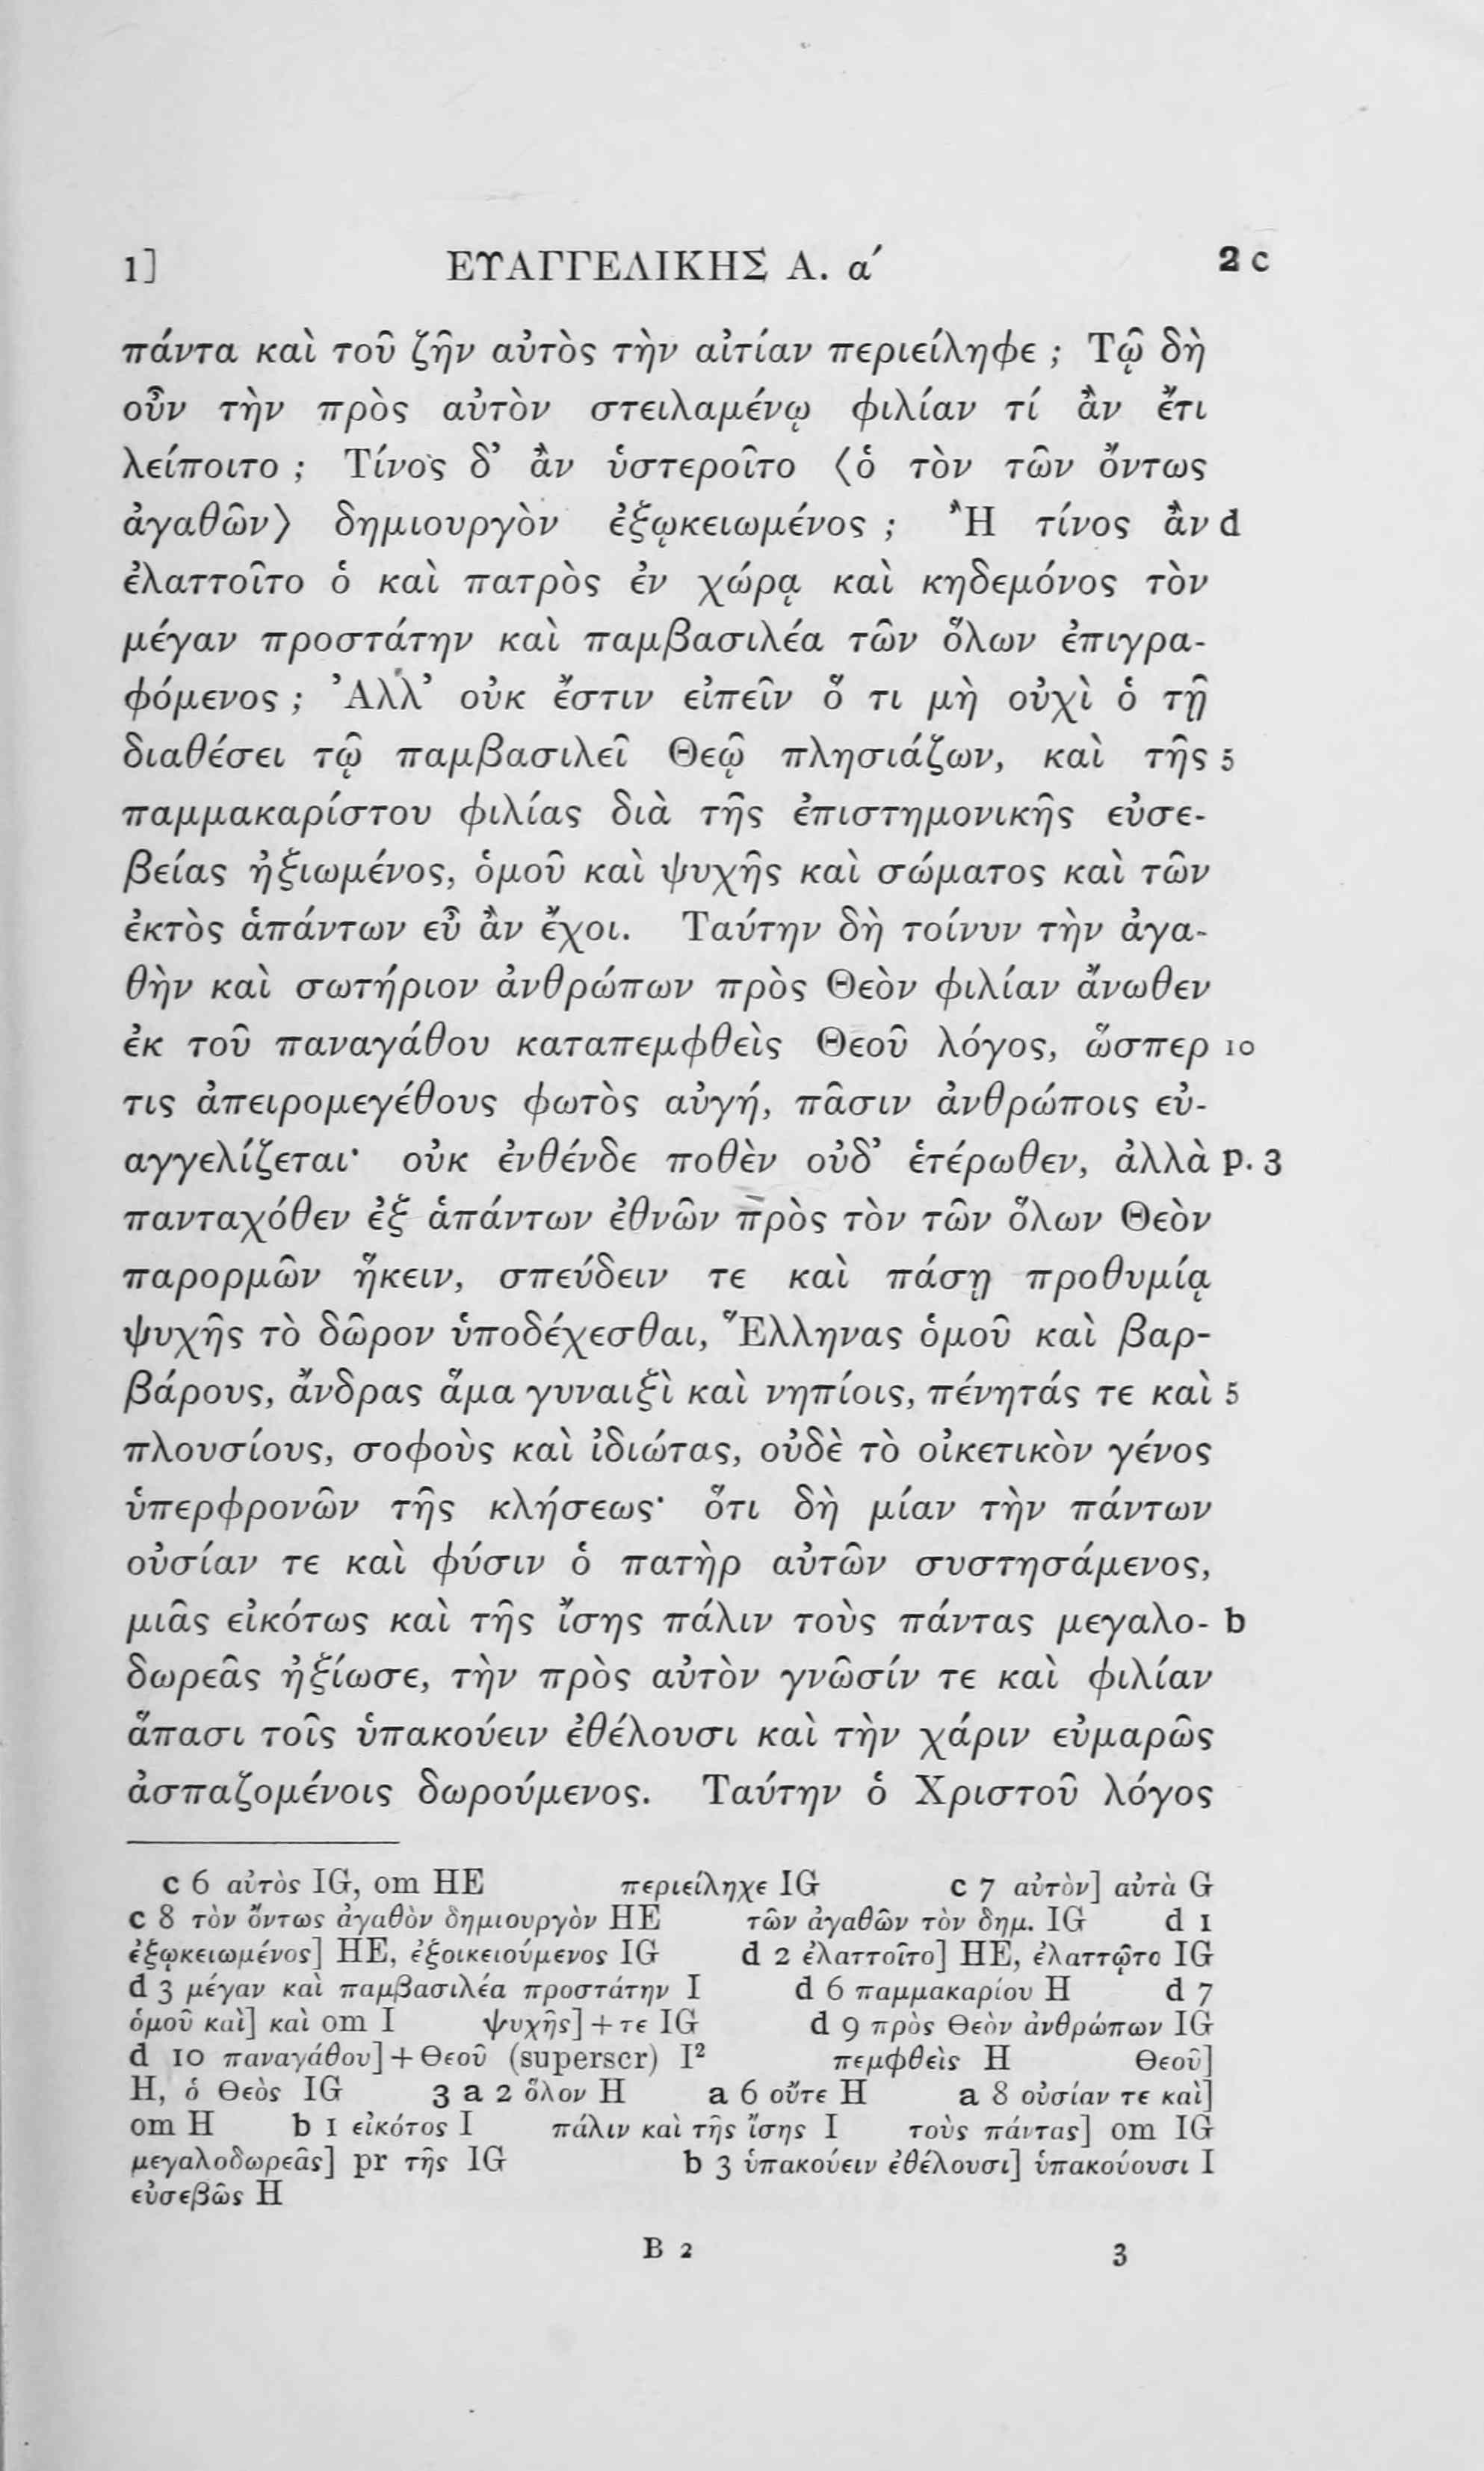 1] ΕΥΑΓΓΕΛΙΚΗΣ Α. α´ 2 c
πάντα καὶ τοῦ ζῆν αὐτὸς τὴν αἰτίαν περιείληφε ; Τῷ δὴ
οὖν τὴν πρὸς αὐτὸν στειλαμένῳ φιλίαν τί ἂν ἔτι
λείποιτο ; Τίνος δ’ ἂν ὑστεροῖτο ⟨ὁ τὸν τῶν ὄντως
ἀγαθῶν⟩ δημιουργὸν ἐξῳκειωμένος ; Ἢ τίνος ἂν d
ἐλαττοῖτο ὁ καὶ πατρὸς ἐν χώρᾳ καὶ κηδεμόνος τὸν
μέγαν προστάτην καὶ παμβασιλέα τῶν ὅλων ἐπιγρα-
φόμενος ; Ἀλλ’ οὐκ ἔστιν εἰπεῖν ὅ τι μὴ οὐχὶ ὁ τῇ
διαθέσει τῷ παμβασιλεῖ Θεῷ πλησιάζων, καὶ τῆς 5
παμμακαρίστου φιλίας διὰ τῆς ἐπιστημονικῆς εὐσε-
βείας ἠξιωμένος, ὁμοῦ καὶ ψυχῆς καὶ σώματος καὶ τῶν
ἐκτὸς ἁπάντων εὖ ἂν ἔχοι. Ταύτην δὴ τοίνυν τὴν ἀγα-
θὴν καὶ σωτήριον ἀνθρώπων πρὸς Θεὸν φιλίαν ἄνωθεν
ἐκ τοῦ παναγάθου καταπεμφθεὶς Θεοῦ λόγος, ὥσπερ 10
τις ἀπειρομεγέθους φωτὸς αὐγή, πᾶσιν ἀνθρώποις εὐ-
αγγελίζεται· οὐκ ἐνθένδε ποθὲν οὐδ’ ἑτέρωθεν, ἀλλὰ p. 3
πανταχόθεν ἐξ ἁπάντων ἐθνῶν πρὸς τὸν τῶν ὅλων Θεὸν
παρορμῶν ἥκειν, σπεύδειν τε καὶ πάσῃ προθυμίᾳ
ψυχῆς τὸ δῶρον ὑποδέχεσθαι, Ἕλληνας ὁμοῦ καὶ βαρ-
βάρους, ἄνδρας ἅμα γυναιξὶ καὶ νηπίοις, πένητάς τε καὶ 5
πλουσίους, σοφοὺς καὶ ἰδιώτας, οὐδὲ τὸ οἰκετικὸν γένος
ὑπερφρονῶν τῆς κλήσεως· ὅτι δὴ μίαν τὴν πάντων
οὐσίαν τε καὶ φύσιν ὁ πατὴρ αὐτῶν συστησάμενος,
μιᾶς εἰκότως καὶ τῆς ἴσης πάλιν τοὺς πάντας μεγαλο- b
δωρεᾶς ἠξίωσε, τὴν πρὸς αὐτὸν γνῶσίν τε καὶ φιλίαν
ἅπασι τοῖς ὑπακούειν ἐθέλουσι καὶ τὴν χάριν εὐμαρῶς
ἀσπαζομένοις δωρούμενος. Ταύτην ὁ Χριστοῦ λόγος
c 6 αὐτὸς IG, om HE περιείληχε IG c 7 αὐτὸν] αὐτὰ G
c 8 τὸν ὄντως ἀγαθὸν δημιουργὸν HE τῶν ἀγαθῶν τὸν δημ. IG d 1
ἐξῳκειωμένος] HE, ἐξοικειούμενος IG d 2 ἐλαττοῖτο] HE, ἐλαττῷτο IG
d 3 μέγαν καὶ παμβασιλέα προστάτην I d 6 παμμακαρίου H d 7
ὁμοῦ καὶ] καὶ om I ψυχῆς] + τε IG d 9 πρὸς Θεὸν ἀνθρώπων IG
d 10 παναγάθου] + Θεοῦ (superscr) I² πεμφθεὶς H Θεοῦ]
H, ὁ Θεὸς IG 3 a 2 ὅλον H a 6 οὔτε H a 8 οὐσίαν τε καὶ]
om H b 1 εἰκότος I πάλιν καὶ τῆς ἴσης I τοὺς πάντας] om IG
μεγαλοδωρεᾶς] pr τῆς IG b 3 ὑπακούειν ἐθέλουσι] ὑπακούουσι I
εὐσεβῶς H
B 2 3